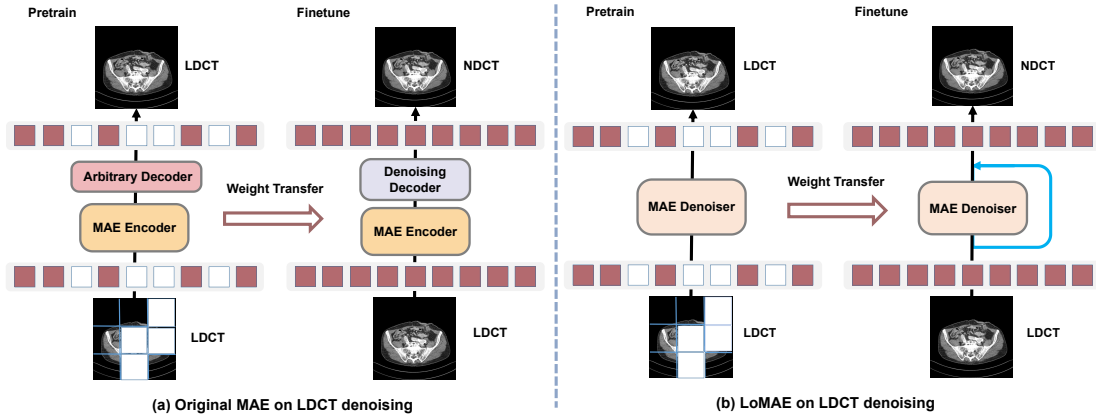 Pretrain
Finetune
LDCT
NDCT
Arbitrary Decoder
Denoising
Decoder
Weight Transfer
MAE Encoder
MAE Encoder
LDCT
LDCT
(a) Original MAE on LDCT denoising
Pretrain
Finetune
LDCT
NDCT
Weight Transfer
MAE Denoiser
MAE Denoiser
LDCT
LDCT
(b) LoMAE on LDCT denoising